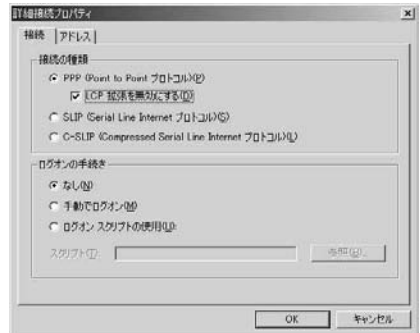 詳細接続プロパティ
接続 アドレス
接続の種類
PPP (Point to Point プロトコル)(P)
LCP 拡張を無効にする(D)
SLIP (Serial Line Internet プロトコル)(S)
C-SLIP (Compressed Serial Line Internet プロトコル)(L)
ログオンの手続き
なし(N)
手動でログオン(M)
ログオン スクリプトの使用(U):
スクリプト(T):
参照(B)...
OK キャンセル